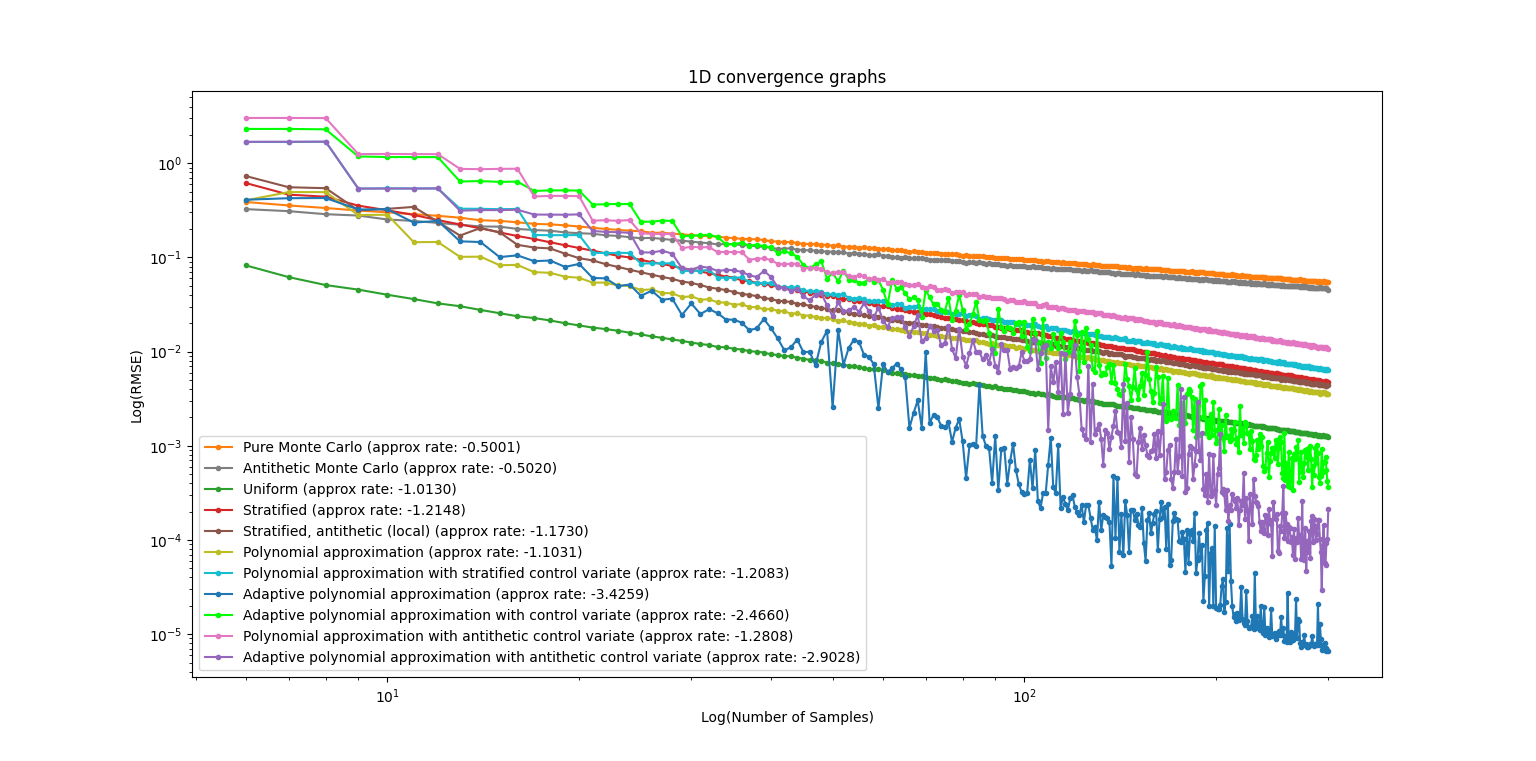 1D convergence graphs
Log(RMSE)
10⁰
10⁻¹
10⁻²
10⁻³
10⁻⁴
10⁻⁵
Pure Monte Carlo (approx rate: -0.5001)
Antithetic Monte Carlo (approx rate: -0.5020)
Uniform (approx rate: -1.0130)
Stratified (approx rate: -1.2148)
Stratified, antithetic (local) (approx rate: -1.1730)
Polynomial approximation (approx rate: -1.1031)
Polynomial approximation with stratified control variate (approx rate: -1.2083)
Adaptive polynomial approximation (approx rate: -3.4259)
Adaptive polynomial approximation with control variate (approx rate: -2.4660)
Polynomial approximation with antithetic control variate (approx rate: -1.2808)
Adaptive polynomial approximation with antithetic control variate (approx rate: -2.9028)
10¹ 10²
Log(Number of Samples)